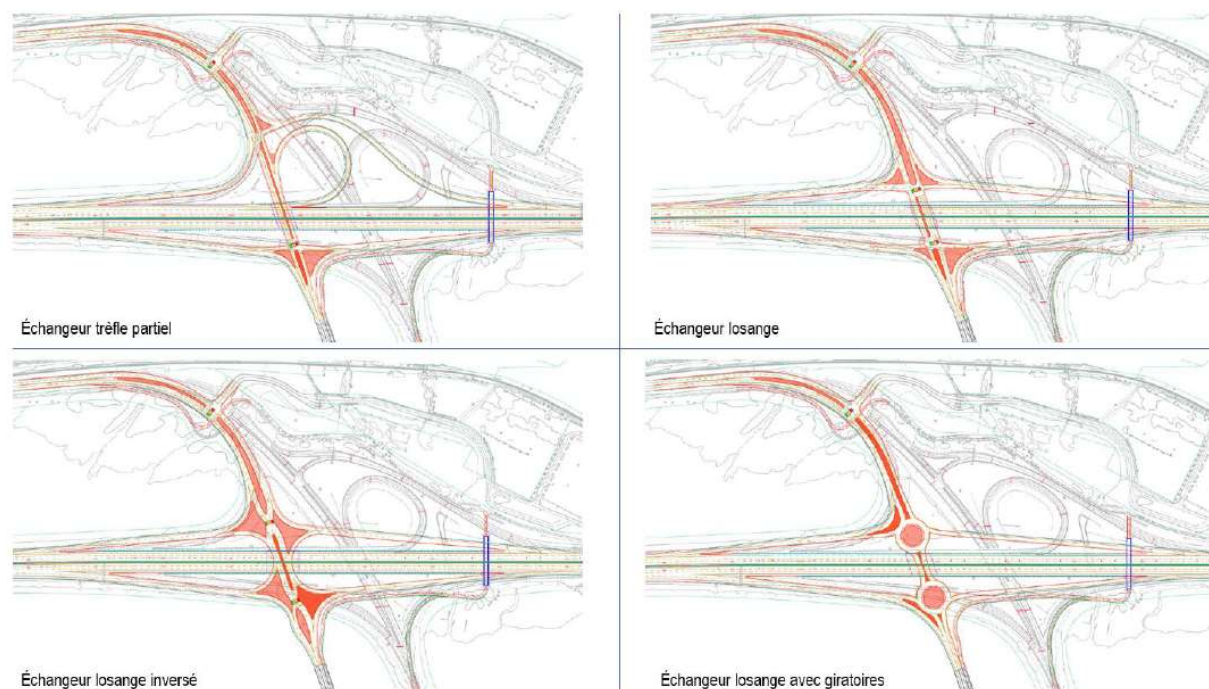 Échangeur trèfle partiel
Échangeur losange
Échangeur losange inversé
Échangeur losange avec giratoires